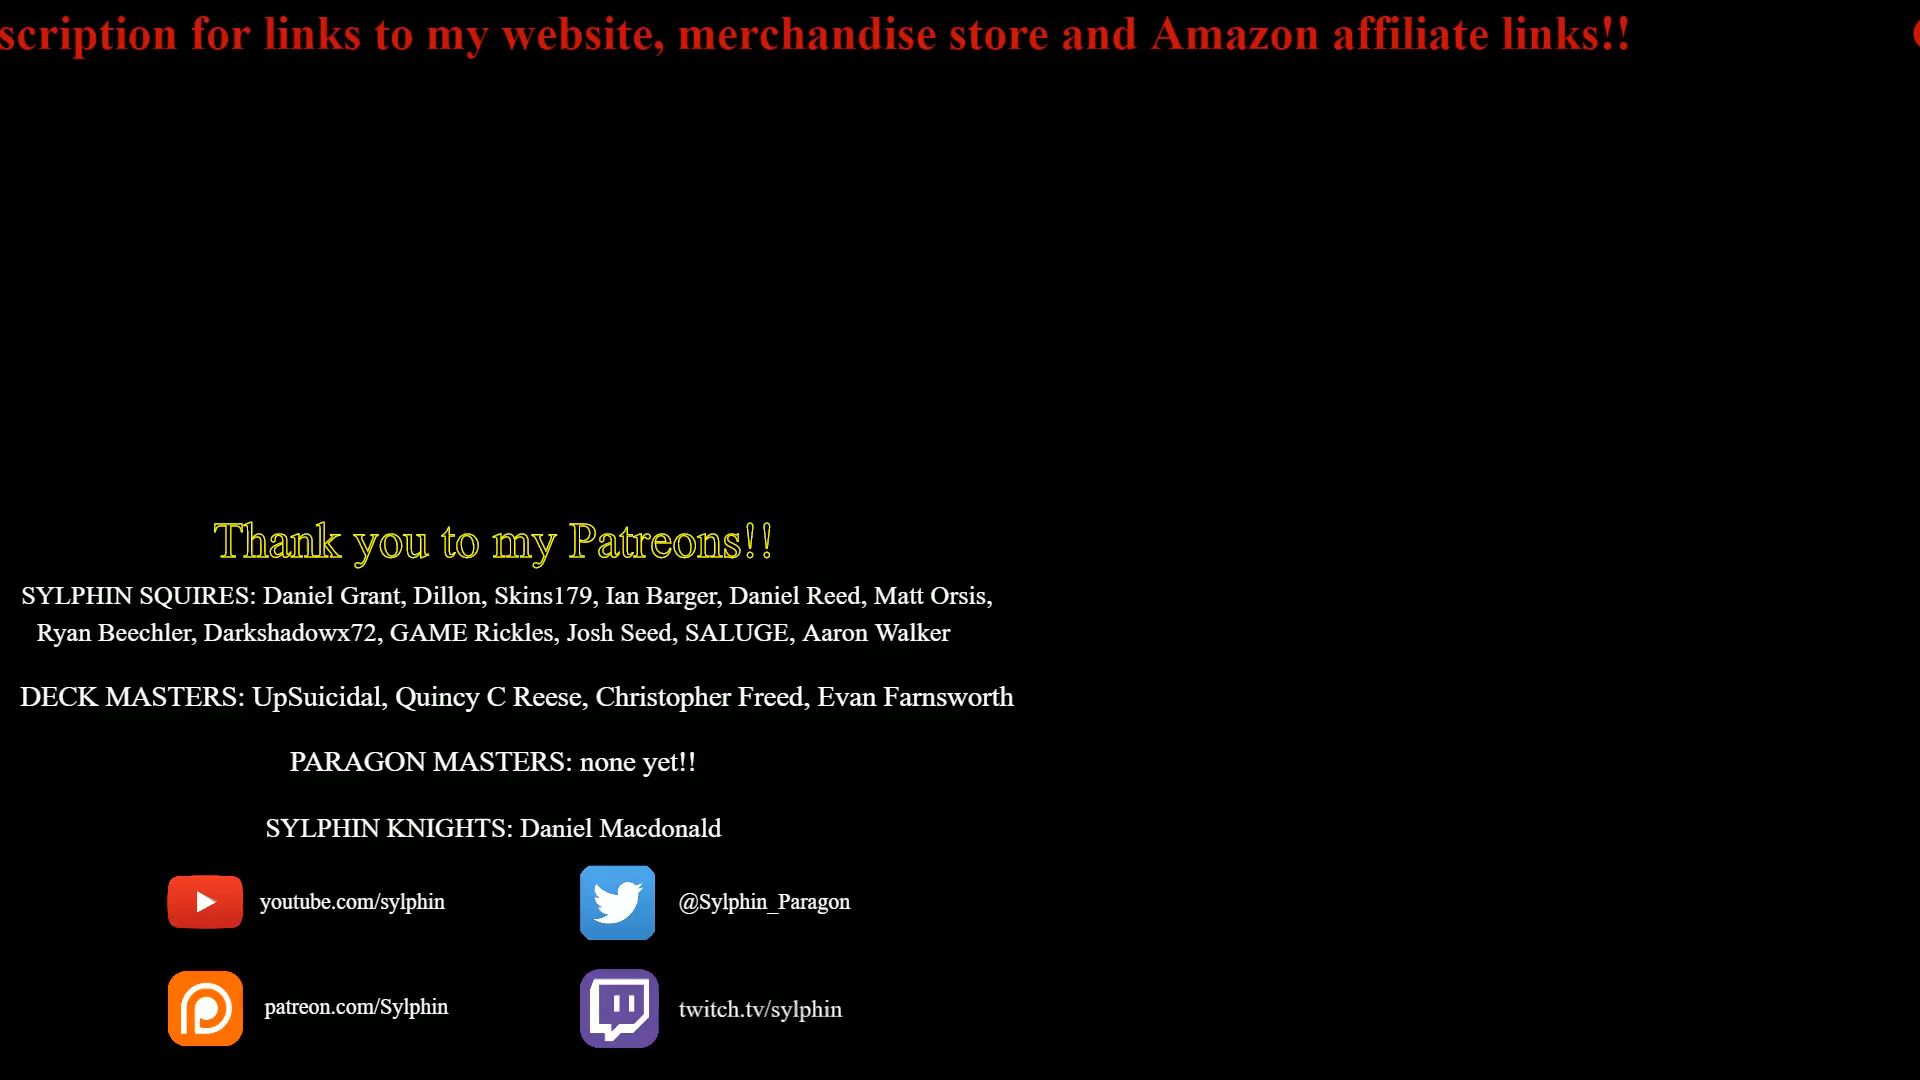 scription for links to my website, merchandise store and Amazon affiliate links!!
Thank you to my Patreons!!
SYLPHIN SQUIRES: Daniel Grant, Dillon, Skins179, Ian Barger, Daniel Reed, Matt Orsis,
Ryan Beechler, Darkshadowx72, GAME Rickles, Josh Seed, SALUGE, Aaron Walker
DECK MASTERS: UpSuicidal, Quincy C Reese, Christopher Freed, Evan Farnsworth
PARAGON MASTERS: none yet!!
SYLPHIN KNIGHTS: Daniel Macdonald
youtube.com/sylphin
@Sylphin_Paragon
patreon.com/Sylphin
twitch.tv/sylphin